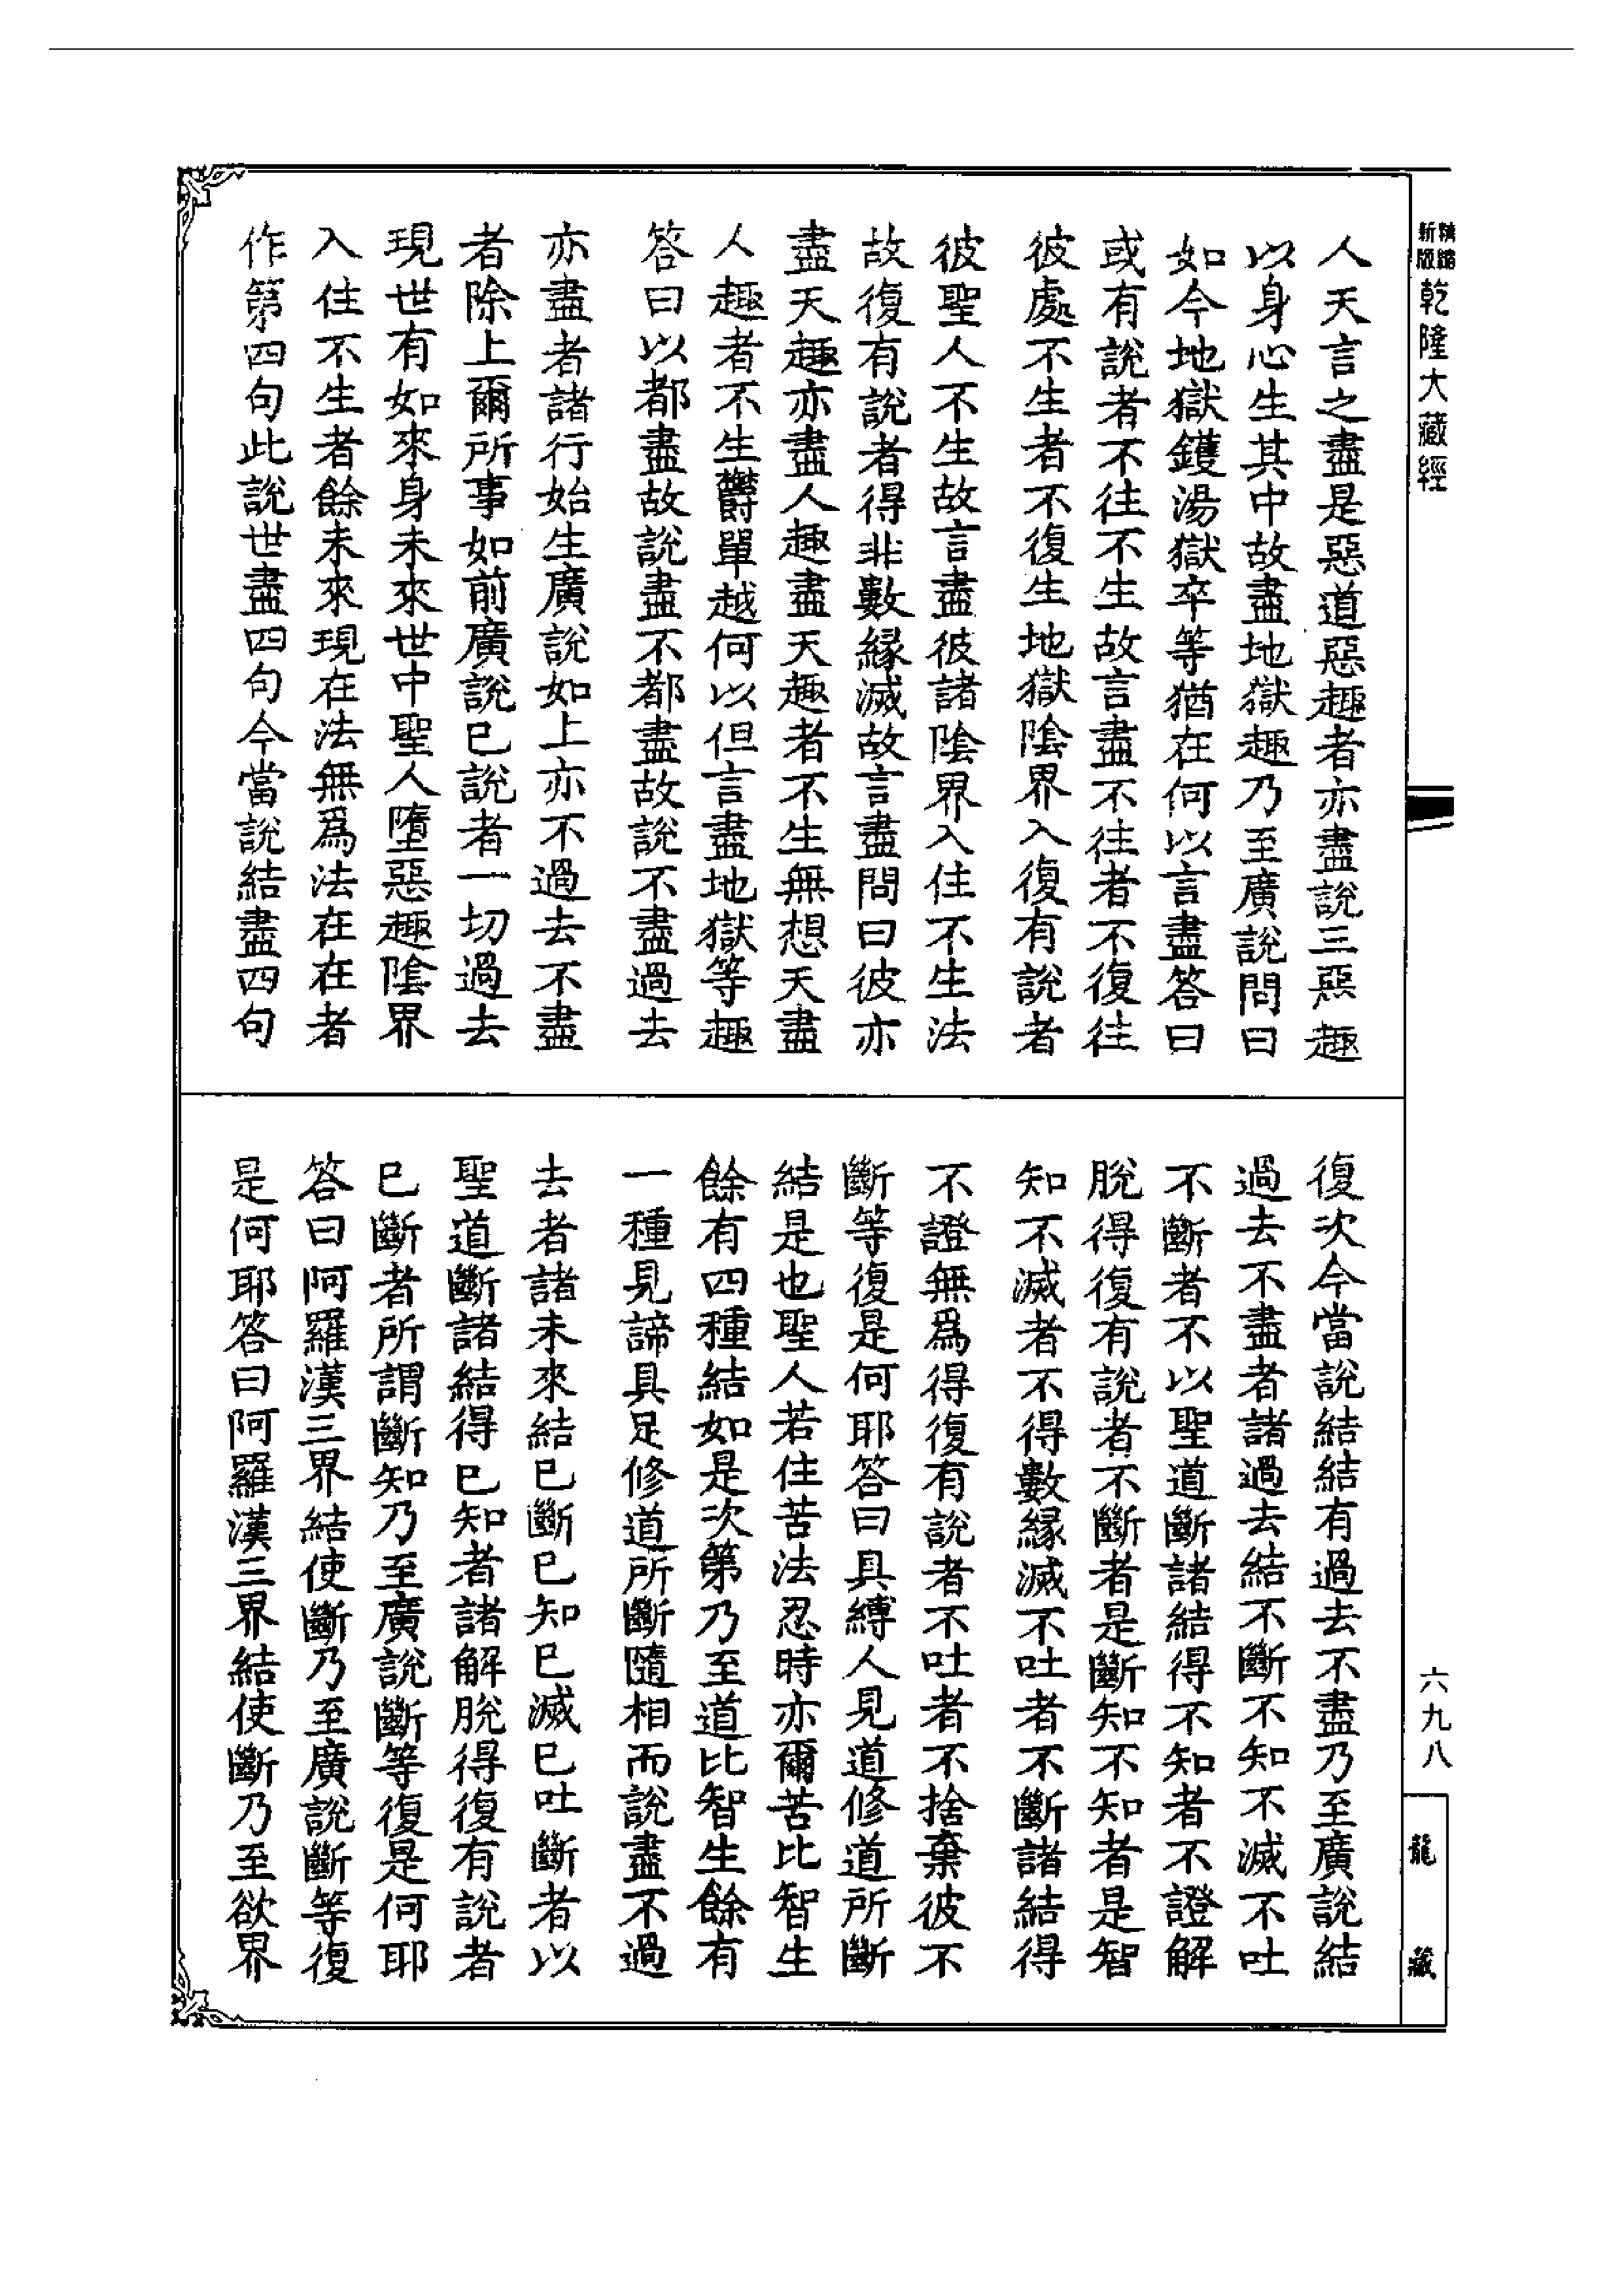 新版精縮乾隆大藏經
人天言之盡是惡道惡趣者亦盡說三惡趣
以身心生其中故盡地獄趣乃至廣說問曰
如今地獄鑊湯獄卒等猶在何以言盡答曰
或有說者不往不生故言盡不往者不復往
彼處不生者不復生地獄陰界入復有說者
彼聖人不生故言盡彼諸陰界入住不生法
故復有說者得非數緣滅故言盡問曰彼亦
盡天趣亦盡人趣盡天趣者不生無想天盡
人趣者不生欝單越何以但言盡地獄等趣
答曰以都盡故說盡不都盡故說不盡過去
亦盡者諸行始生廣說如上亦不過去不盡
者除上爾所事如前廣說已說者一切過去
現世有如來身未來世中聖人墮惡趣陰界
入住不生者餘未來現在法無爲法在在者
作第四句此說世盡四句今當說結盡四句
復次今當說結結有過去不盡乃至廣說結
過去不盡者諸過去結不斷不知不滅不吐
不斷者不以聖道斷諸結得不知者不證解
脫得復有說者不斷者是斷知不知者是智
知不滅者不得數緣滅不吐者不斷諸結得
不證無爲得復有說者不吐者不捨棄彼不
斷等復是何耶答曰具縛人見道修道所斷
結是也聖人若住苦法忍時亦爾苦比智生
餘有四種結如是次第乃至道比智生餘有
一種見諦具足修道所斷隨相而說盡不過
去者諸未來結已斷已知已滅已吐斷者以
聖道斷諸結得已知者諸解脫得復有說者
已斷者所謂斷知乃至廣說斷等復是何耶
答曰阿羅漢三界結使斷乃至廣說斷等復
是何耶答曰阿羅漢三界結使斷乃至欲界
六九八
龍藏